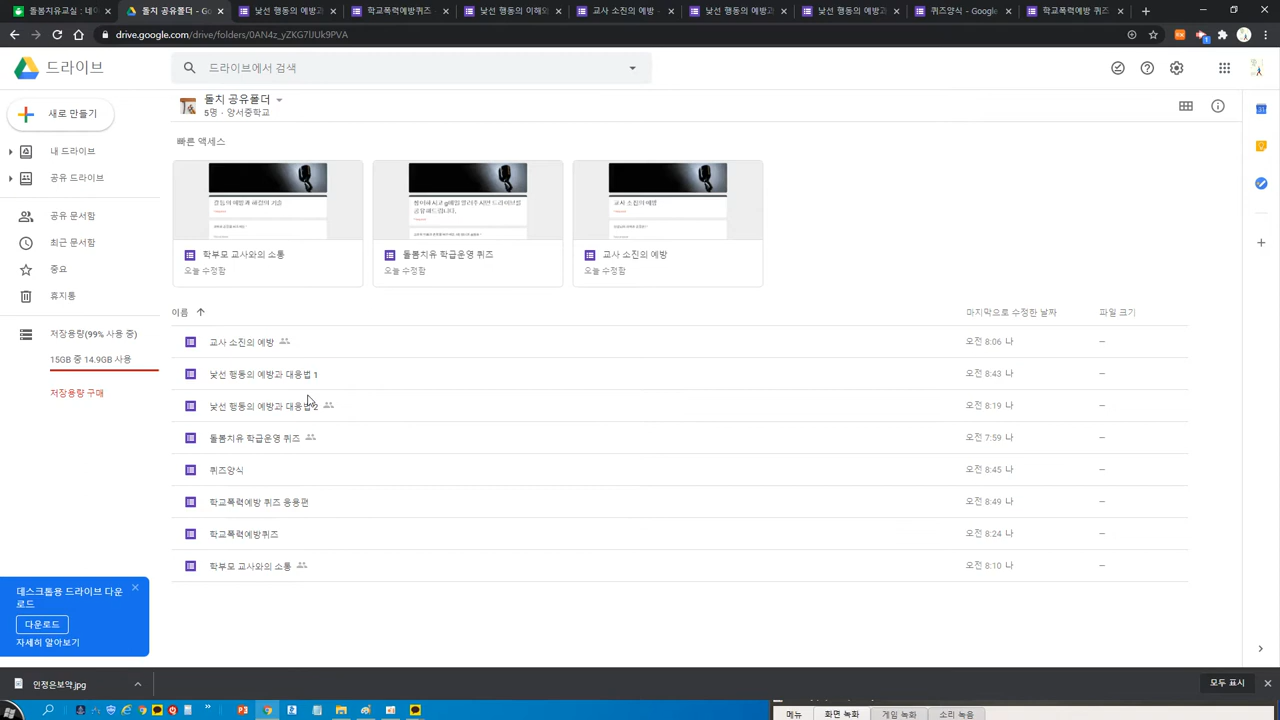 돌봄치유교실 :
돌치 공유폴더 - Go
낯선 행동의 예방과
학교폭력예방퀴즈
낯선 행동의 이해와
교사 소진의 예방 -
낯선 행동의 예방과
낯선 행동의 예방과
퀴즈양식 - Google
학교폭력예방 퀴즈
drive.google.com/drive/folders/0AN4z_yZKG7lJUk9PVA
드라이브
드라이브에서 검색
새로 만들기
돌치 공유폴더
5명 · 양서중학교
내 드라이브
공유 드라이브
공유 문서함
최근 문서함
중요
휴지통
저장용량(99% 사용 중)
15GB 중 14.9GB 사용
저장용량 구매
빠른 액세스
갈등의 예방과 해결의 기술
교사 소진의 예방
학부모 교사와의 소통
오늘 수정함
돌봄치유 학급운영 퀴즈
오늘 수정함
교사 소진의 예방
오늘 수정함
이름
마지막으로 수정한 날짜
파일 크기
교사 소진의 예방
오전 8:06 나
—
낯선 행동의 예방과 대응법 1
오전 8:43 나
—
낯선 행동의 예방과 대응법 2
오전 8:19 나
—
돌봄치유 학급운영 퀴즈
오전 7:59 나
—
퀴즈양식
오전 8:45 나
—
학교폭력예방 퀴즈 응용편
오전 8:49 나
—
학교폭력예방퀴즈
오전 8:24 나
—
학부모 교사와의 소통
오전 8:10 나
—
데스크톱용 드라이브 다운
로드
다운로드
자세히 알아보기
인정은보약.jpg
모두 표시
메뉴
화면 녹화
게임 녹화
소리 녹음